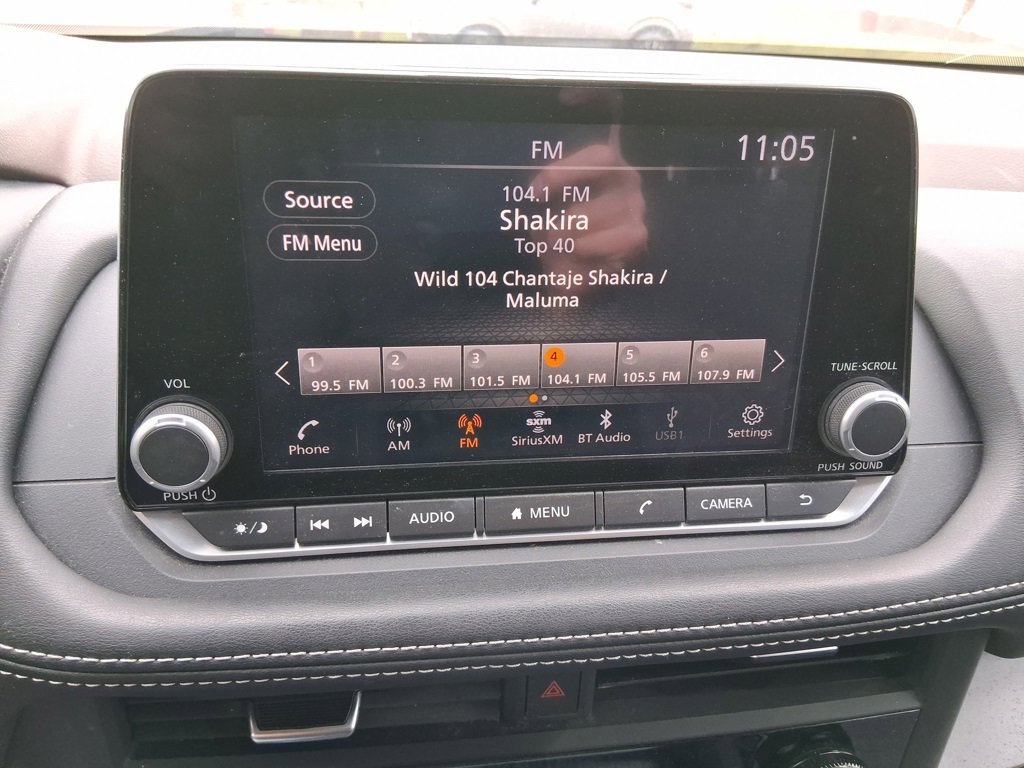 FM
11:05
Source
104.1 FM
Shakira
FM Menu
Top 40
Wild 104 Chantaje Shakira /
Maluma
1 2 3 4 5 6
99.5 FM 100.3 FM 101.5 FM 104.1 FM 105.5 FM 107.9 FM
Phone AM FM sxm SiriusXM BT Audio USB1 Settings
VOL
PUSH
TUNE·SCROLL
PUSH SOUND
AUDIO MENU CAMERA